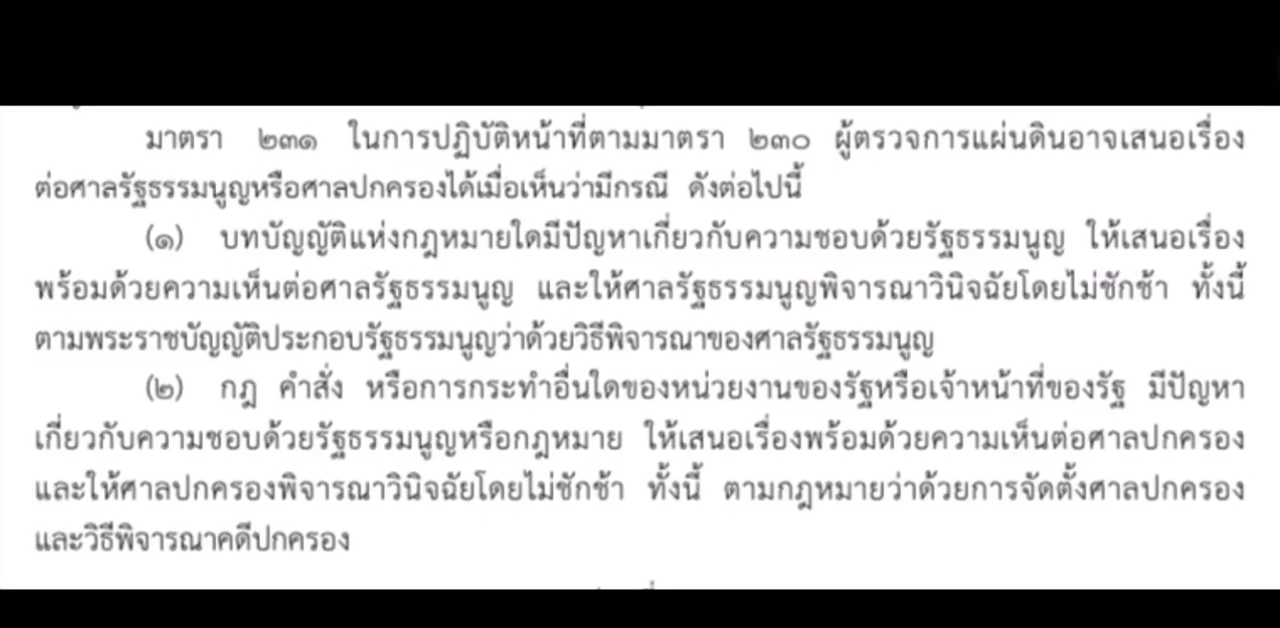 มาตรา ๒๓๑ ในการปฏิบัติหน้าที่ตามมาตรา ๒๓๐ ผู้ตรวจการแผ่นดินอาจเสนอเรื่อง
ต่อศาลรัฐธรรมนูญหรือศาลปกครองได้เมื่อเห็นว่ามีกรณี ดังต่อไปนี้
(๑) บทบัญญัติแห่งกฎหมายใดมีปัญหาเกี่ยวกับความชอบด้วยรัฐธรรมนูญ ให้เสนอเรื่อง
พร้อมด้วยความเห็นต่อศาลรัฐธรรมนูญ และให้ศาลรัฐธรรมนูญพิจารณาวินิจฉัยโดยไม่ชักช้า ทั้งนี้
ตามพระราชบัญญัติประกอบรัฐธรรมนูญว่าด้วยวิธีพิจารณาของศาลรัฐธรรมนูญ
(๒) กฎ คำสั่ง หรือการกระทำอื่นใดของหน่วยงานของรัฐหรือเจ้าหน้าที่ของรัฐ มีปัญหา
เกี่ยวกับความชอบด้วยรัฐธรรมนูญหรือกฎหมาย ให้เสนอเรื่องพร้อมด้วยความเห็นต่อศาลปกครอง
และให้ศาลปกครองพิจารณาวินิจฉัยโดยไม่ชักช้า ทั้งนี้ ตามกฎหมายว่าด้วยการจัดตั้งศาลปกครอง
และวิธีพิจารณาคดีปกครอง